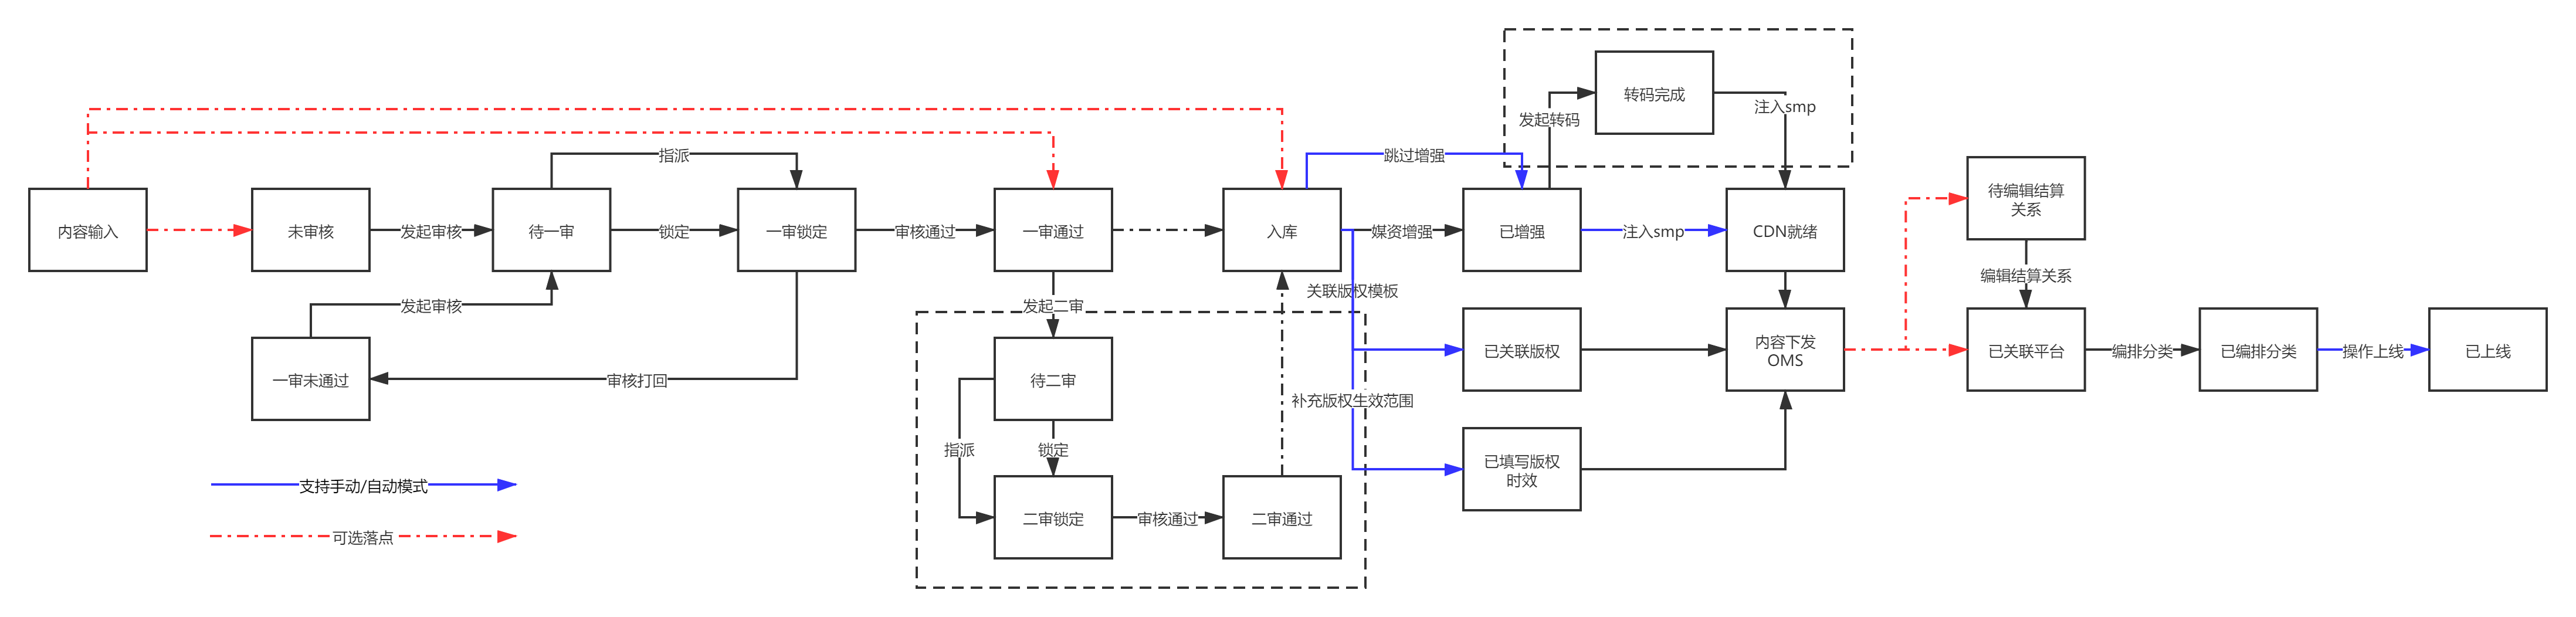 转码完成
发起转码
注入smp
指派
跳过增强
内容输入
未审核
发起审核
待一审
锁定
一审锁定
审核通过
一审通过
入库
媒资增强
已增强
注入smp
CDN就绪
待编辑结算
关系
编辑结算关系
发起审核
发起二审
关联版权模板
一审未通过
审核打回
待二审
已关联版权
内容下发
OMS
已关联平台
编排分类
已编排分类
操作上线
已上线
补充版权生效范围
指派
锁定
已填写版权
时效
支持手动/自动模式
二审锁定
审核通过
二审通过
可选落点